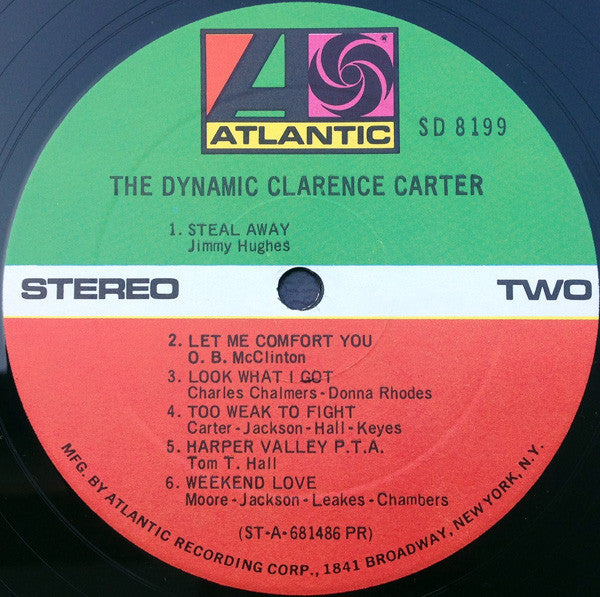 ATLANTIC
SD 8199
THE DYNAMIC CLARENCE CARTER
1. STEAL AWAY
Jimmy Hughes
STEREO
TWO
2. LET ME COMFORT YOU
O. B. McClinton
3. LOOK WHAT I GOT
Charles Chalmers - Donna Rhodes
4. TOO WEAK TO FIGHT
Carter - Jackson - Hall - Keyes
5. HARPER VALLEY P.T.A.
Tom T. Hall
6. WEEKEND LOVE
Moore - Jackson - Leakes - Chambers
(ST-A-681486 PR)
MFG. BY ATLANTIC RECORDING CORP., 1841 BROADWAY, NEW YORK, N.Y.